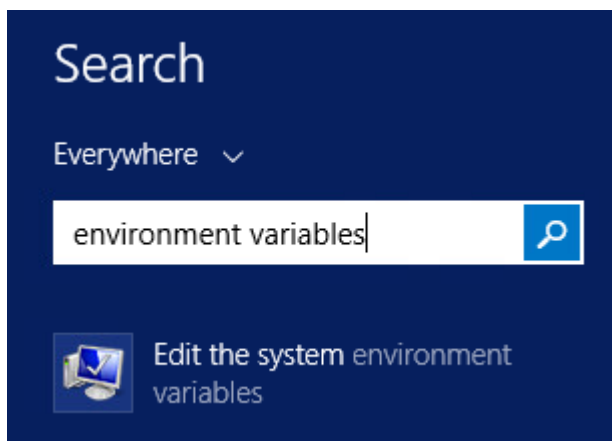 Search
Everywhere
environment variables
Edit the system environment
variables